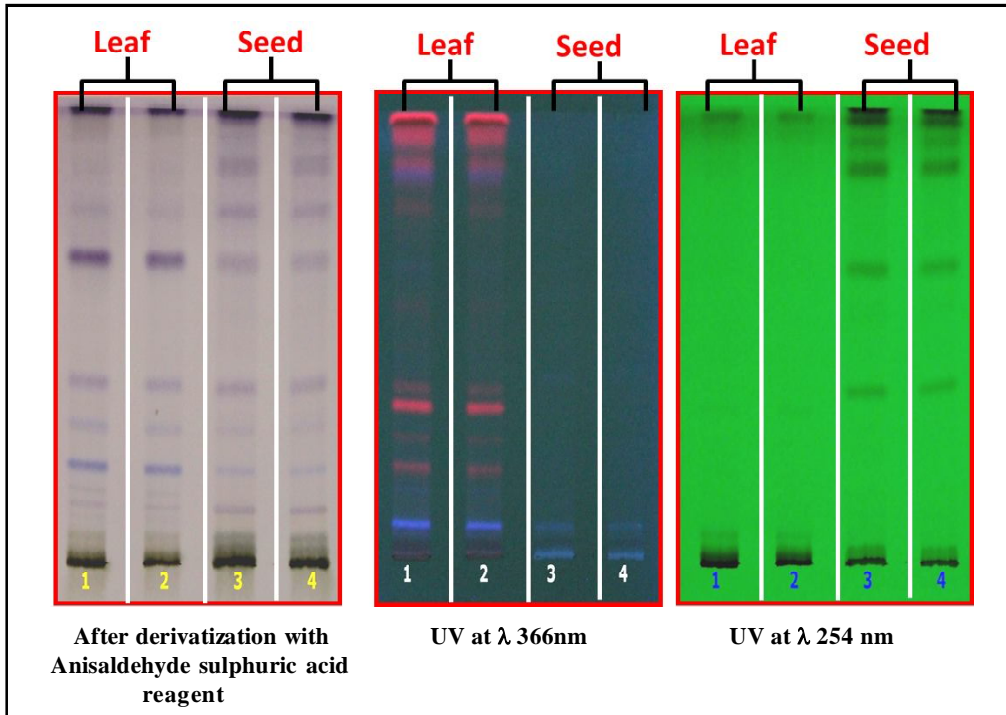 Leaf Seed
1 2 3 4
After derivatization with
Anisaldehyde sulphuric acid
reagent
Leaf Seed
1 2 3 4
UV at λ 366nm
Leaf Seed
1 2 3 4
UV at λ 254 nm